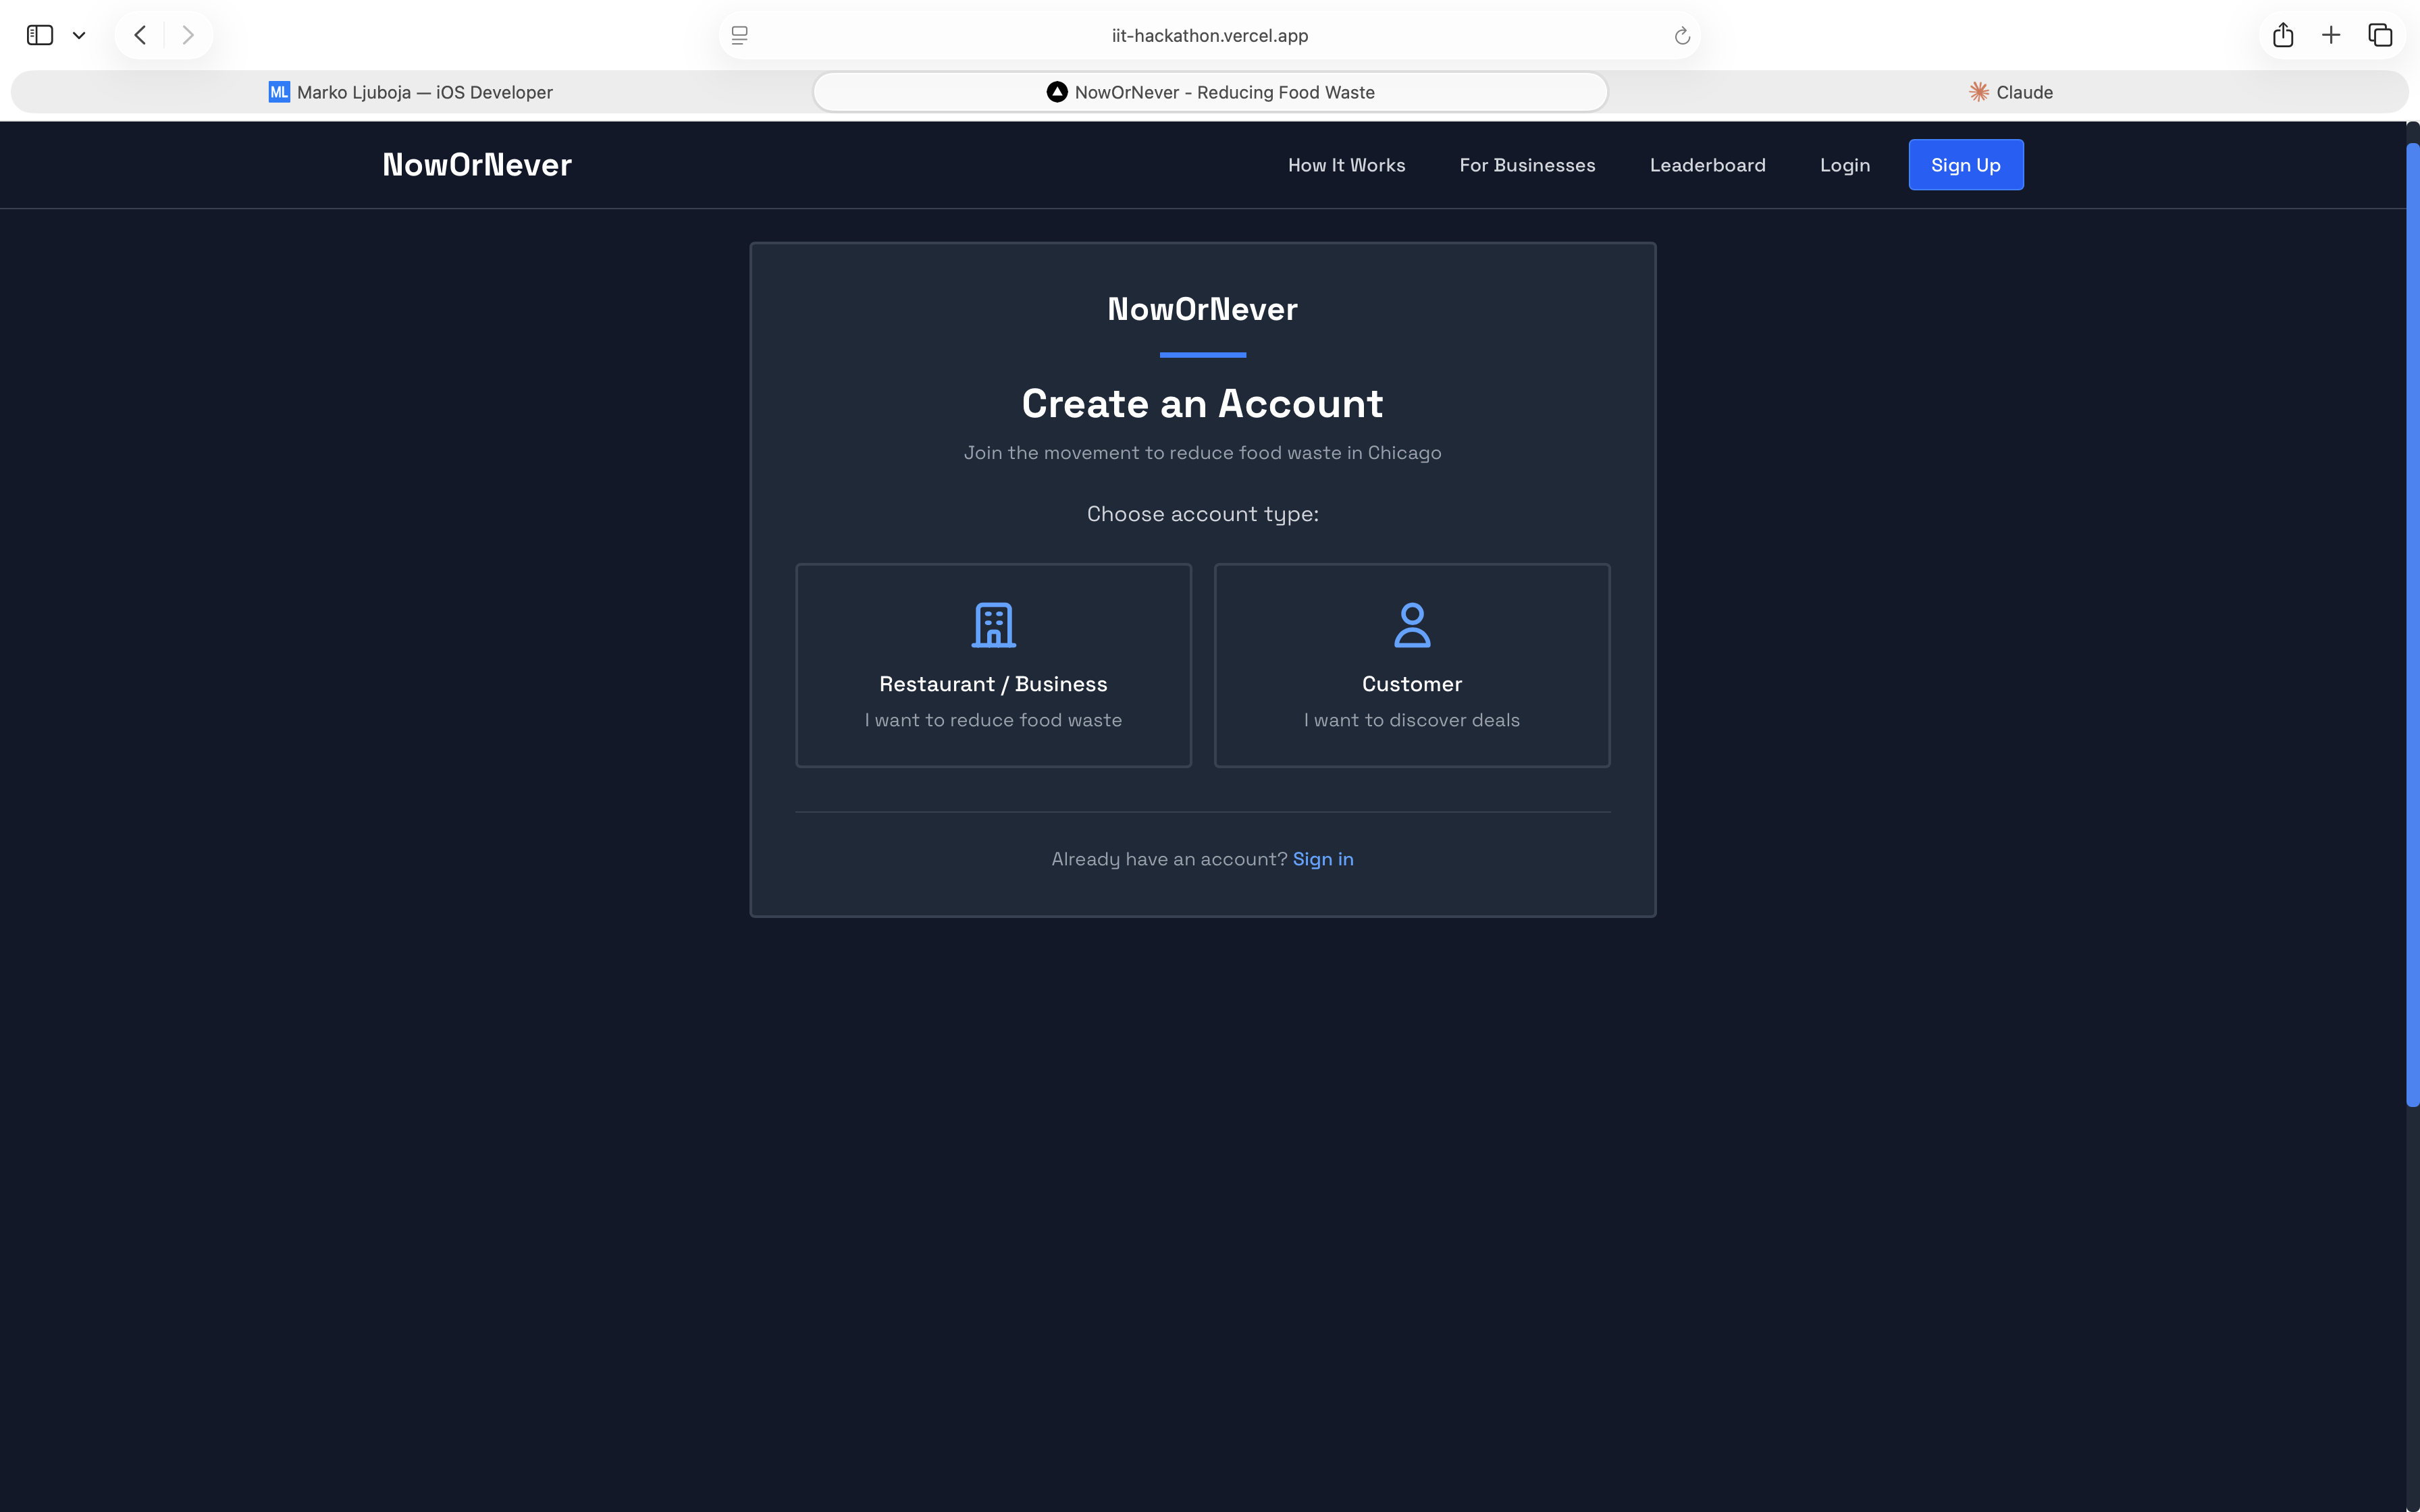 iit-hackathon.vercel.app
ML Marko Ljuboja — iOS Developer
NowOrNever - Reducing Food Waste
Claude
NowOrNever
How It Works
For Businesses
Leaderboard
Login
Sign Up
NowOrNever
Create an Account
Join the movement to reduce food waste in Chicago
Choose account type:
Restaurant / Business
I want to reduce food waste
Customer
I want to discover deals
Already have an account? Sign in